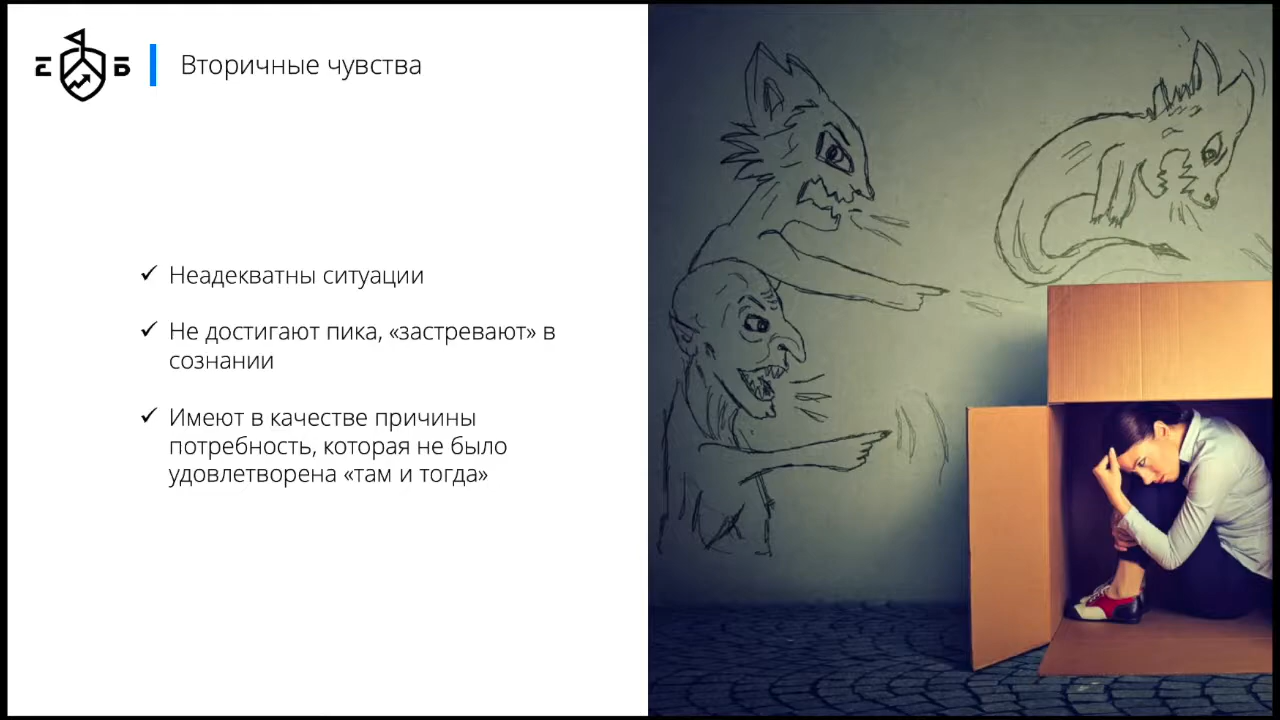 Є Б
Вторичные чувства
✓ Неадекватны ситуации
✓ Не достигают пика, «застревают» в
сознании
✓ Имеют в качестве причины
потребность, которая не было
удовлетворена «там и тогда»